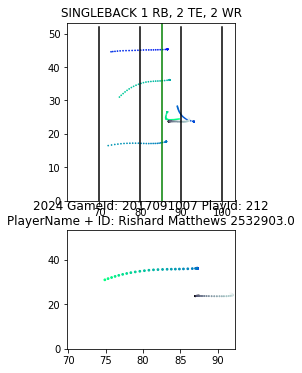 SINGLEBACK 1 RB, 2 TE, 2 WR
50
40
30
20
10
0
70 80 90 100
2024 GameId: 2017091007 PlayId: 212
PlayerName + ID: Rishard Matthews 2532903.0
40
20
0
70 75 80 85 90